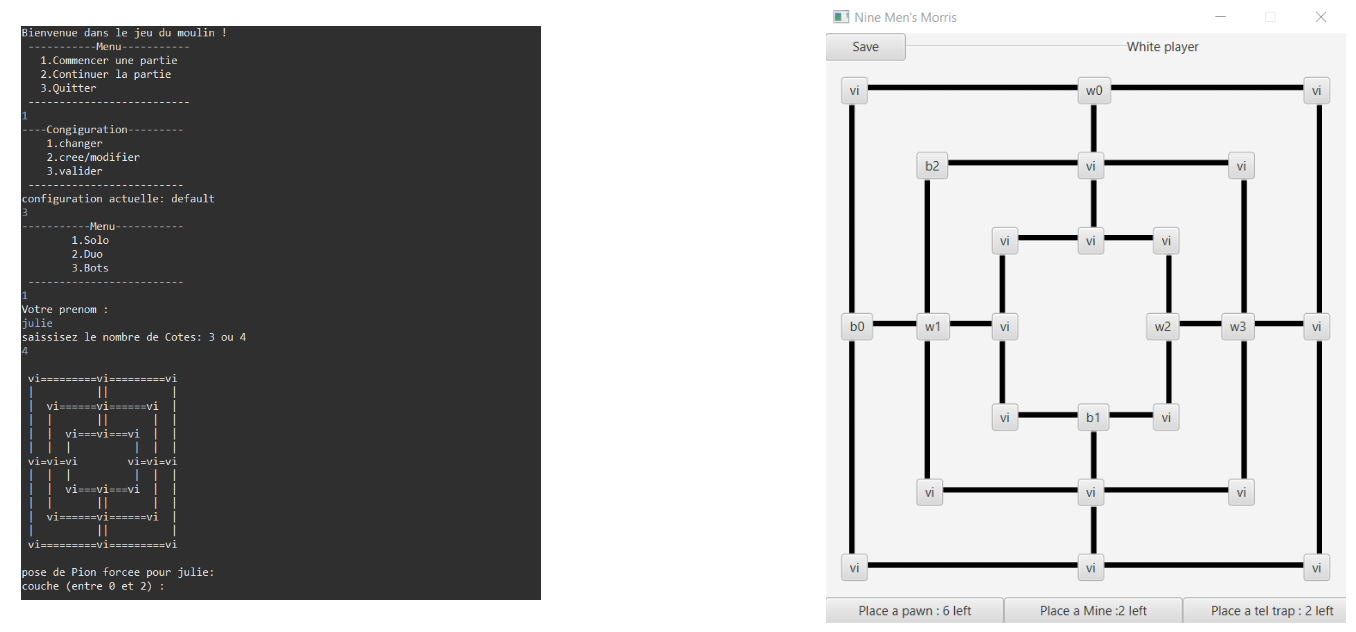 Bienvenue dans le jeu du moulin !
-----------Menu-----------
1.Commencer une partie
2.Continuer la partie
3.Quitter
--------------------------
1
----Congiguration---------
1.changer
2.cree/modifier
3.valider
-------------------------
configuration actuelle: default
3
-----------Menu-----------
1.Solo
2.Duo
3.Bots
-------------------------
1
Votre prenom :
julie
saissisez le nombre de Cotes: 3 ou 4
4
vi=========vi=========vi
|          ||          |
|  vi======vi======vi  |
|  |       ||       |  |
|  |  vi===vi===vi  |  |
|  |  |          |  |  |
vi=vi=vi        vi=vi=vi
|  |  |          |  |  |
|  |  vi===vi===vi  |  |
|  |       ||       |  |
|  vi======vi======vi  |
|          ||          |
vi=========vi=========vi
pose de Pion forcee pour julie:
couche (entre 0 et 2) :
Nine Men's Morris
Save White player
vi w0 vi
b2 vi vi
vi vi vi
b0 w1 vi w2 w3 vi
vi b1 vi
vi vi vi
vi vi vi
Place a pawn : 6 left Place a Mine :2 left Place a tel trap : 2 left